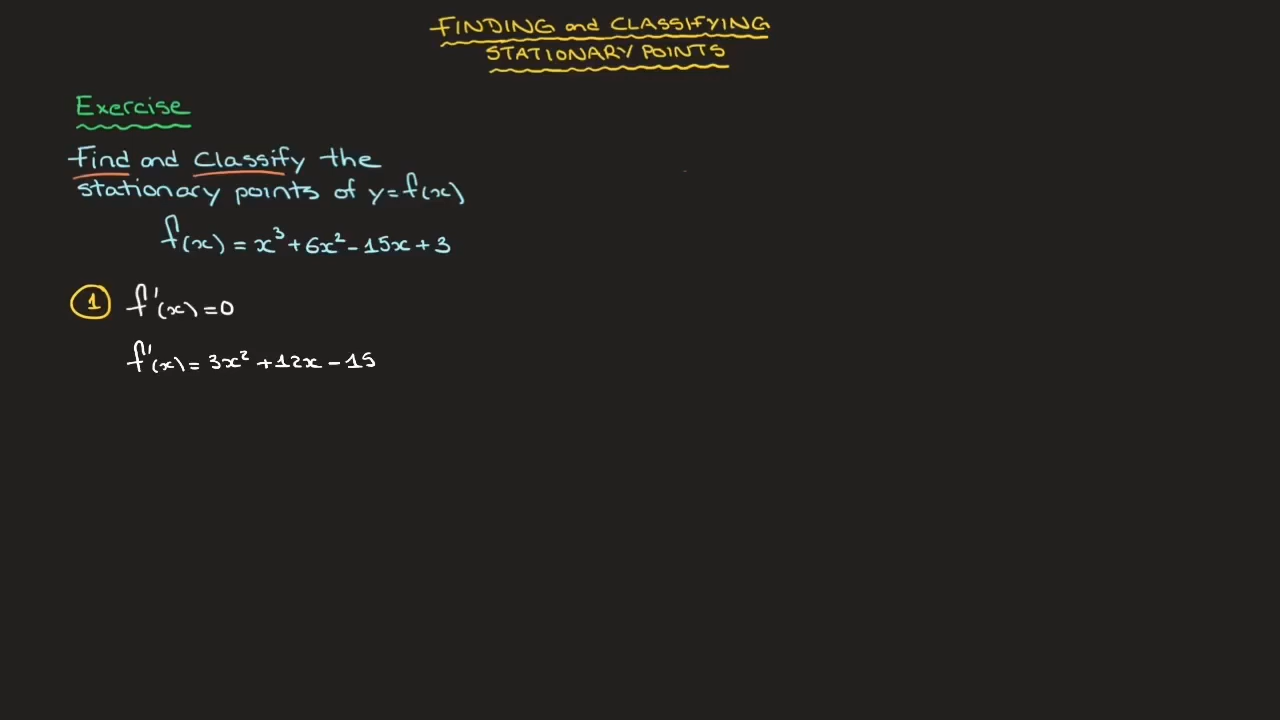 FINDING and CLASSIFYING
STATIONARY POINTS
Exercise
Find and Classify the
stationary points of y=f(x)
f(x) = x³ + 6x² - 15x + 3
1 f'(x) = 0
f'(x) = 3x² + 12x - 15